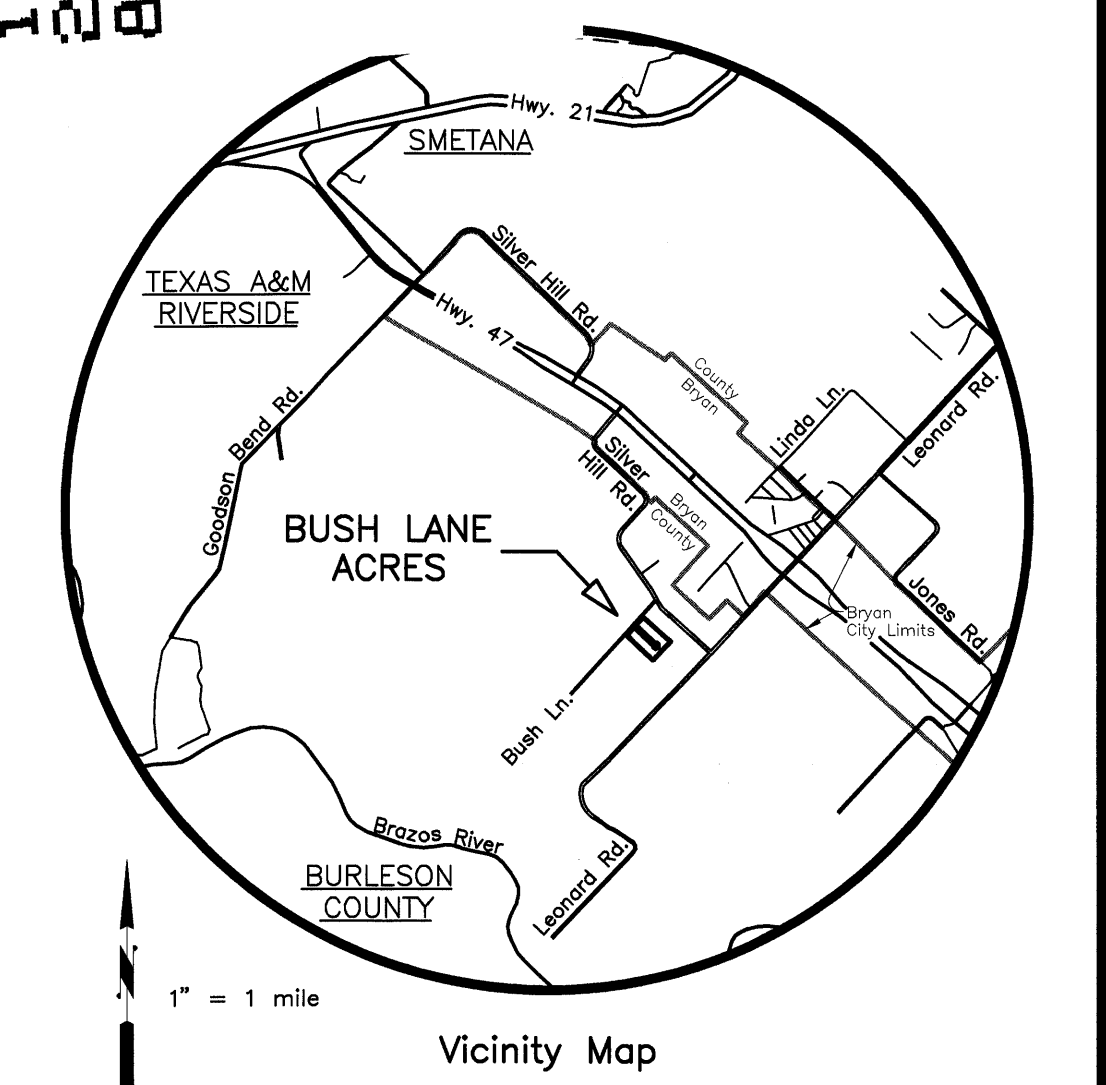 Hwy. 21
SMETANA
Silver Hill Rd.
TEXAS A&M
RIVERSIDE
Hwy. 47
County
Bryan
Linda Ln.
Leonard Rd.
Goodson Bend Rd.
Silver
Hill Rd.
Bryan
County
BUSH LANE
ACRES
Jones Rd.
Bryan
City Limits
Bush Ln.
Brazos River
Leonard Rd.
BURLESON
COUNTY
1" = 1 mile
Vicinity Map